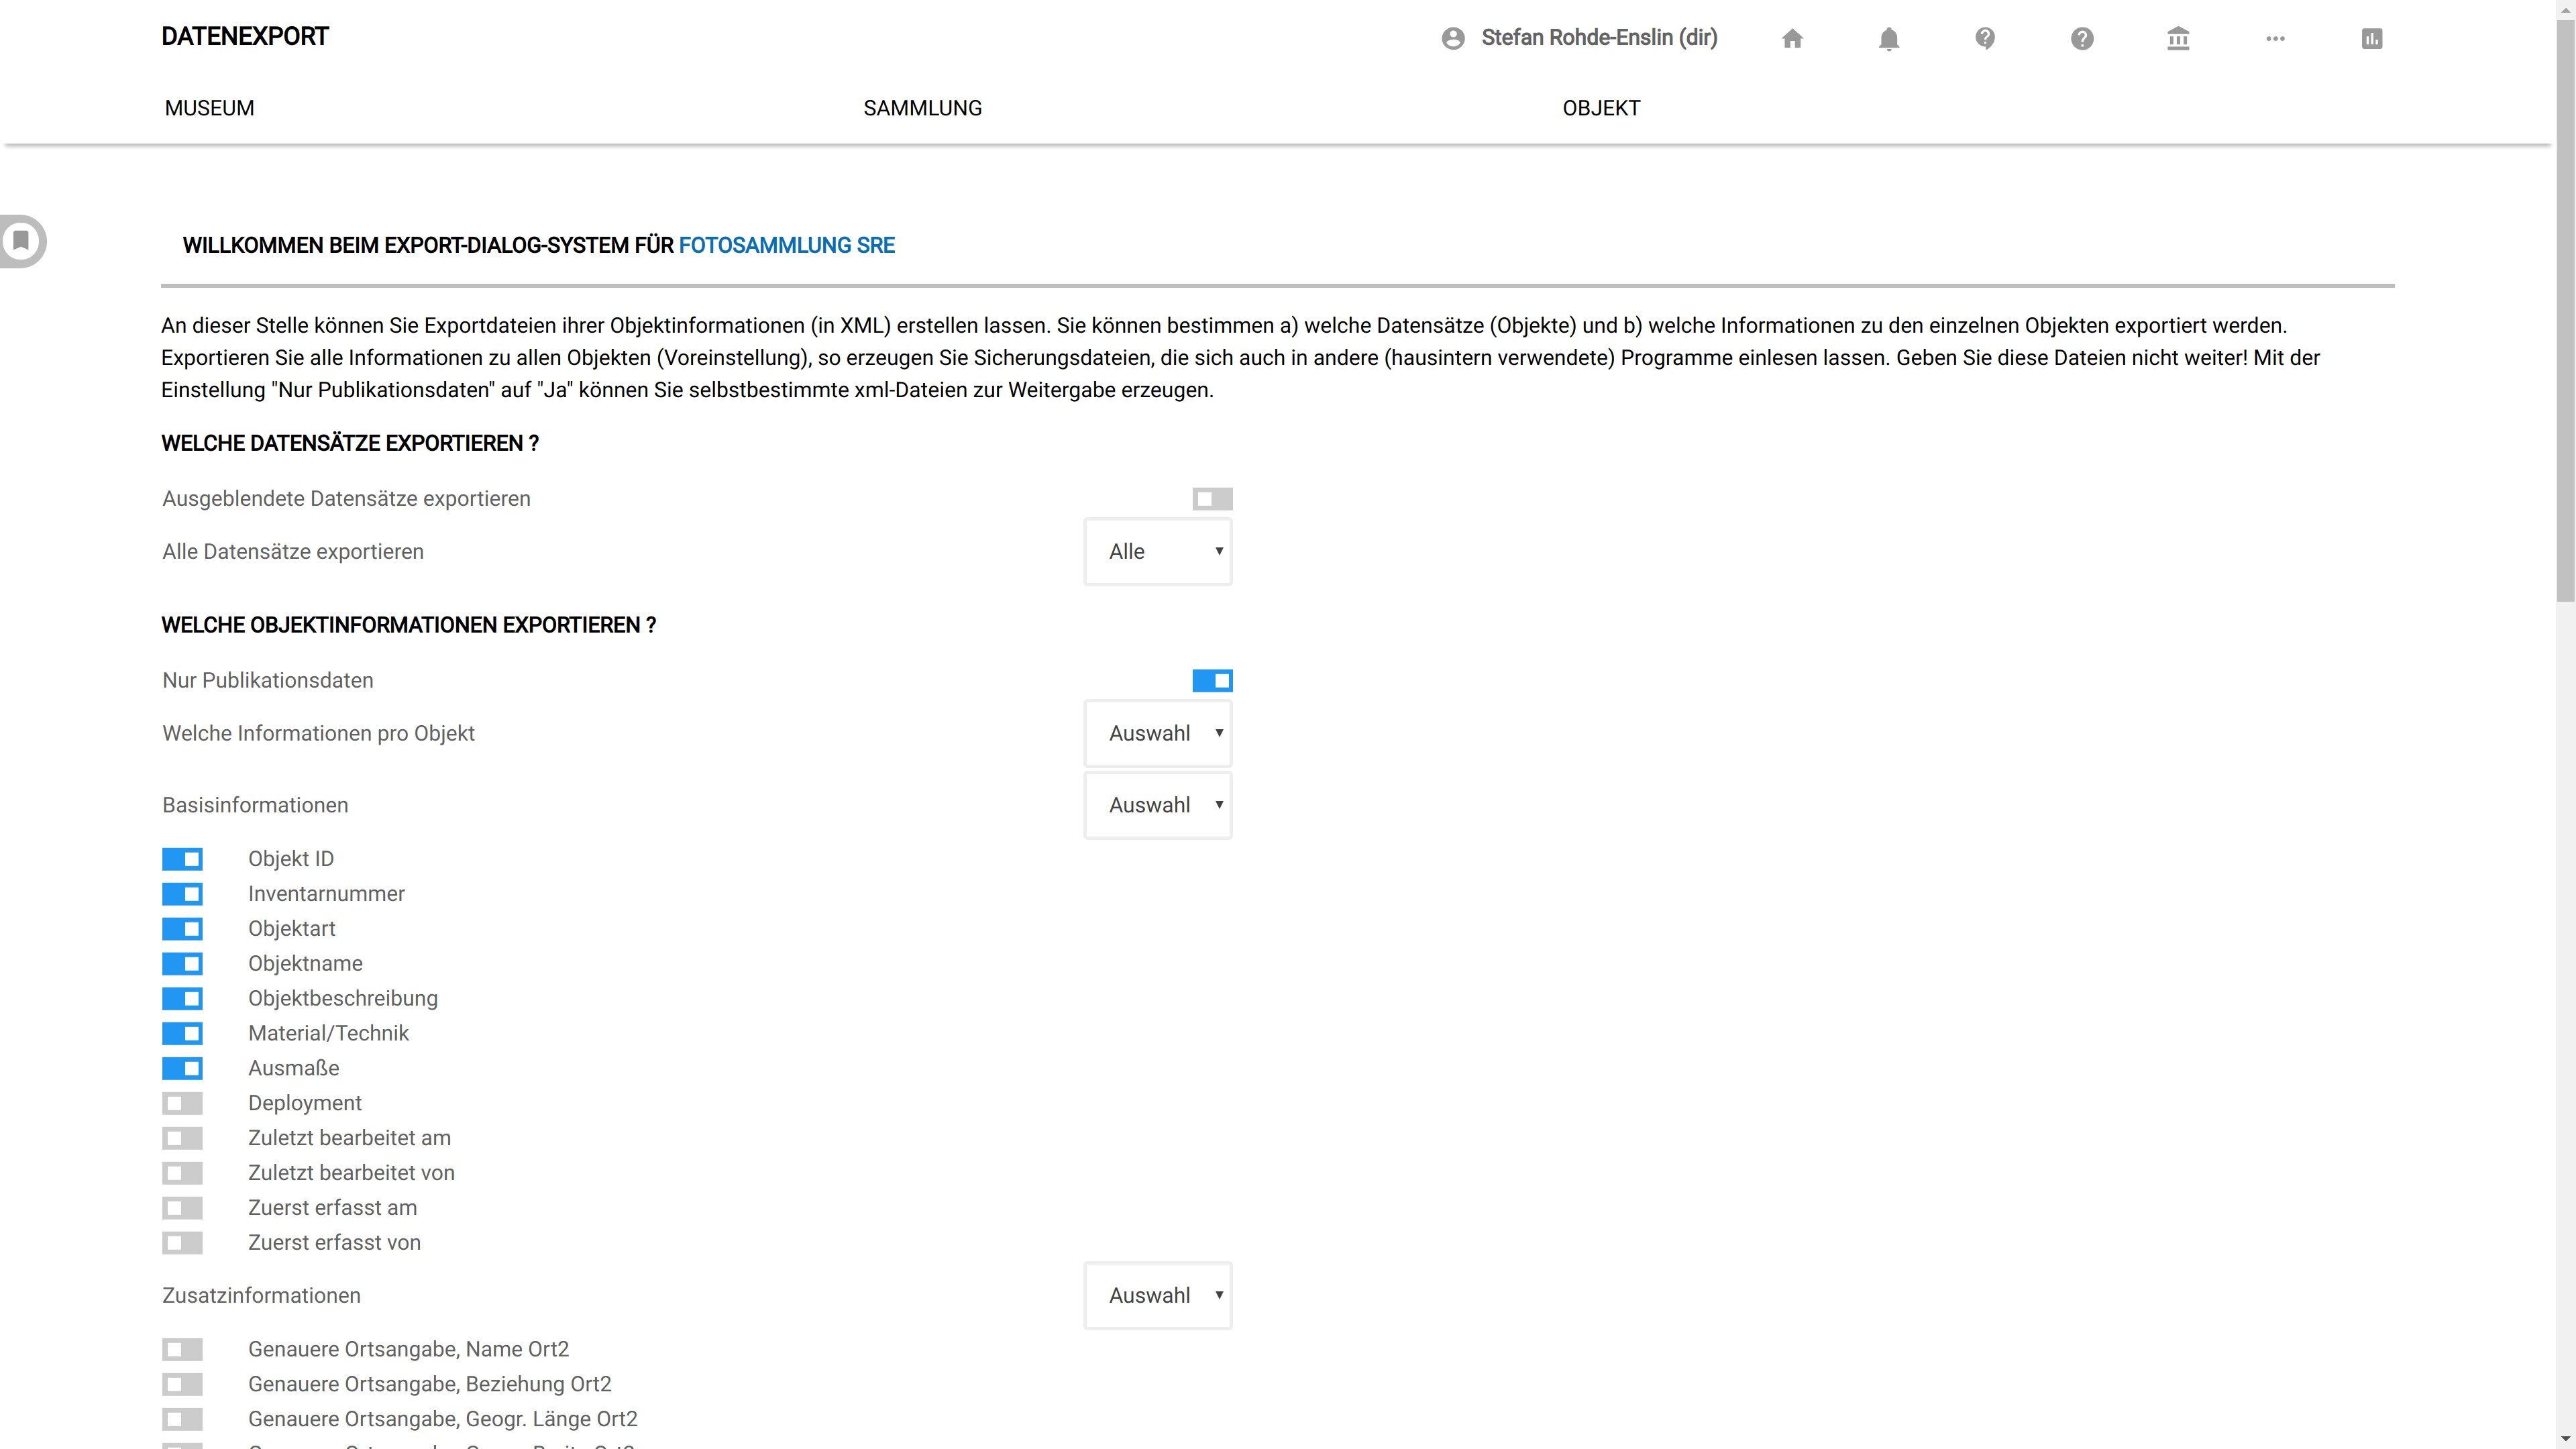 DATENEXPORT
Stefan Rohde-Enslin (dir)
MUSEUM
SAMMLUNG
OBJEKT
WILLKOMMEN BEIM EXPORT-DIALOG-SYSTEM FÜR FOTOSAMMLUNG SRE
An dieser Stelle können Sie Exportdateien ihrer Objektinformationen (in XML) erstellen lassen. Sie können bestimmen a) welche Datensätze (Objekte) und b) welche Informationen zu den einzelnen Objekten exportiert werden.
Exportieren Sie alle Informationen zu allen Objekten (Voreinstellung), so erzeugen Sie Sicherungsdateien, die sich auch in andere (hausintern verwendete) Programme einlesen lassen. Geben Sie diese Dateien nicht weiter! Mit der
Einstellung "Nur Publikationsdaten" auf "Ja" können Sie selbstbestimmte xml-Dateien zur Weitergabe erzeugen.
WELCHE DATENSÄTZE EXPORTIEREN ?
Ausgeblendete Datensätze exportieren
Alle Datensätze exportieren
Alle
WELCHE OBJEKTINFORMATIONEN EXPORTIEREN ?
Nur Publikationsdaten
Welche Informationen pro Objekt
Auswahl
Basisinformationen
Auswahl
Objekt ID
Inventarnummer
Objektart
Objektname
Objektbeschreibung
Material/Technik
Ausmaße
Deployment
Zuletzt bearbeitet am
Zuletzt bearbeitet von
Zuerst erfasst am
Zuerst erfasst von
Zusatzinformationen
Auswahl
Genauere Ortsangabe, Name Ort2
Genauere Ortsangabe, Beziehung Ort2
Genauere Ortsangabe, Geogr. Länge Ort2